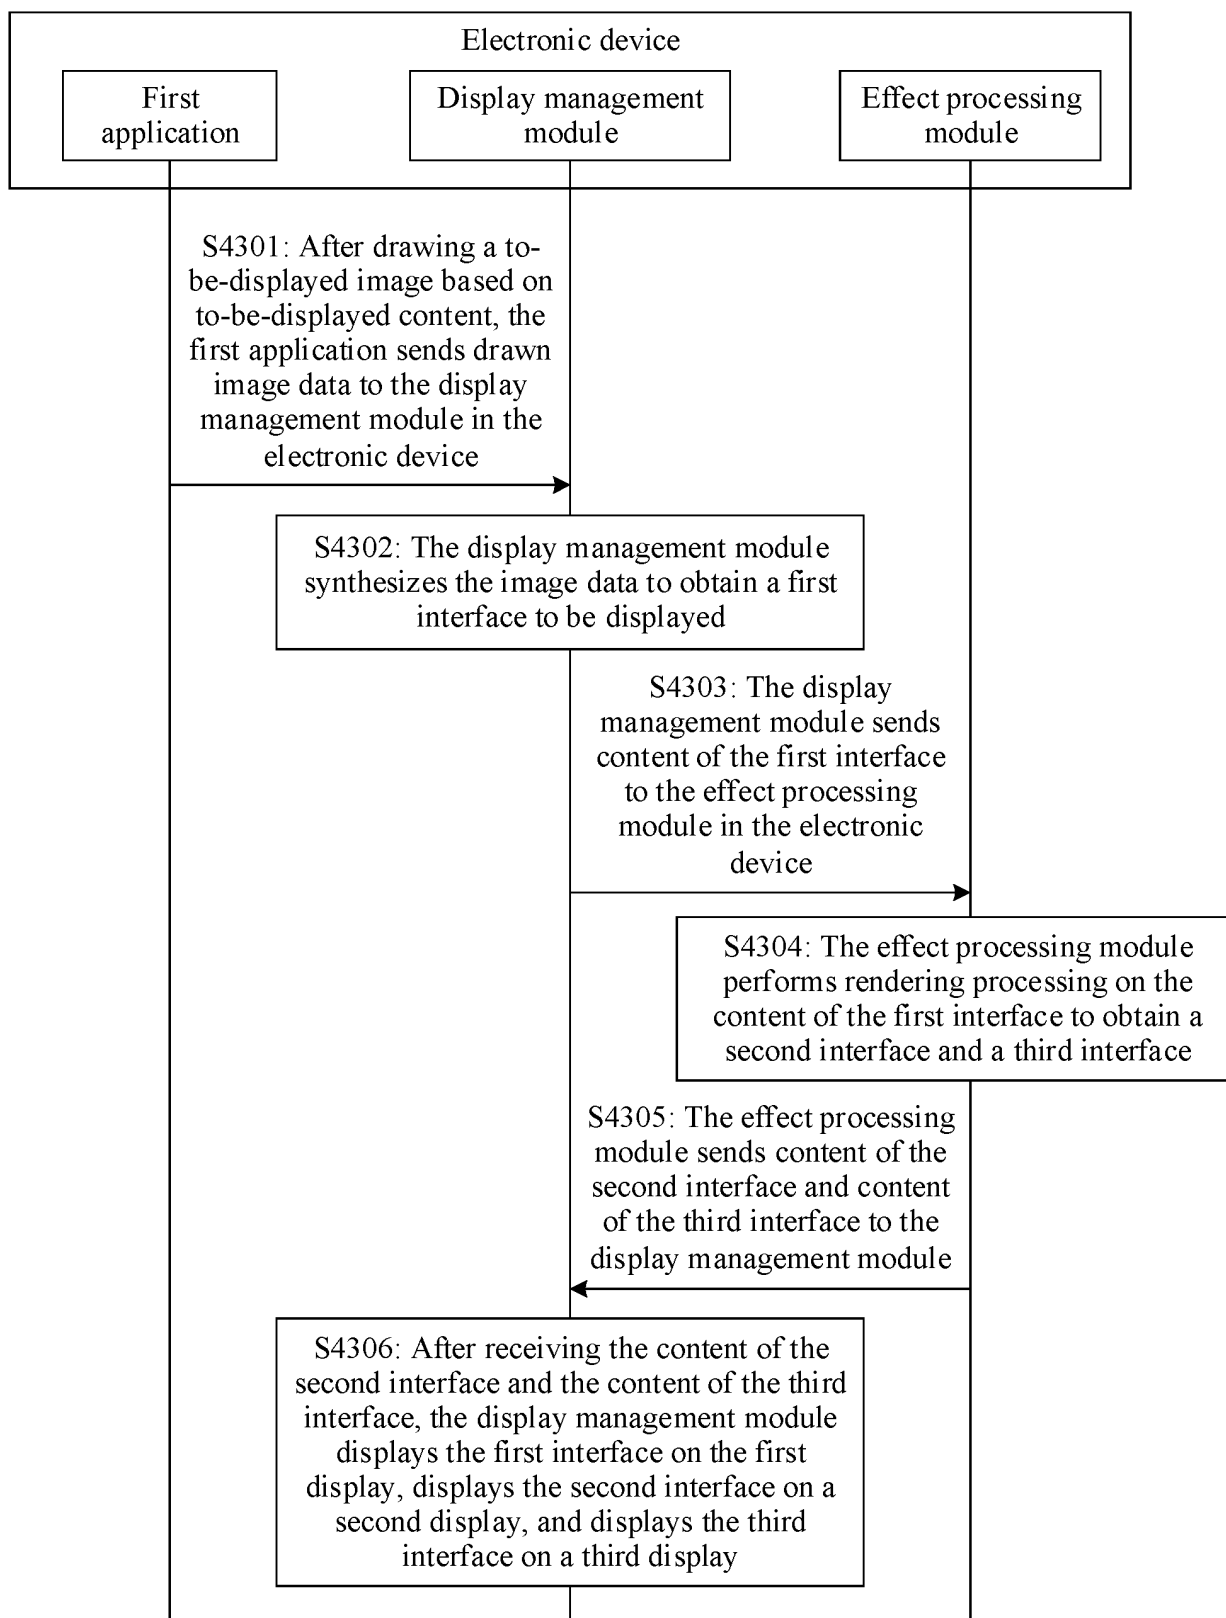 Electronic device
First
application
Display management
module
Effect processing
module
S4301: After drawing a to-
be-displayed image based on
to-be-displayed content, the
first application sends drawn
image data to the display
management module in the
electronic device
S4302: The display management module
synthesizes the image data to obtain a first
interface to be displayed
S4303: The display
management module sends
content of the first interface
to the effect processing
module in the electronic
device
S4304: The effect processing module
performs rendering processing on the
content of the first interface to obtain a
second interface and a third interface
S4305: The effect processing
module sends content of the
second interface and content
of the third interface to the
display management module
S4306: After receiving the content of the
second interface and the content of the third
interface, the display management module
displays the first interface on the first
display, displays the second interface on a
second display, and displays the third
interface on a third display